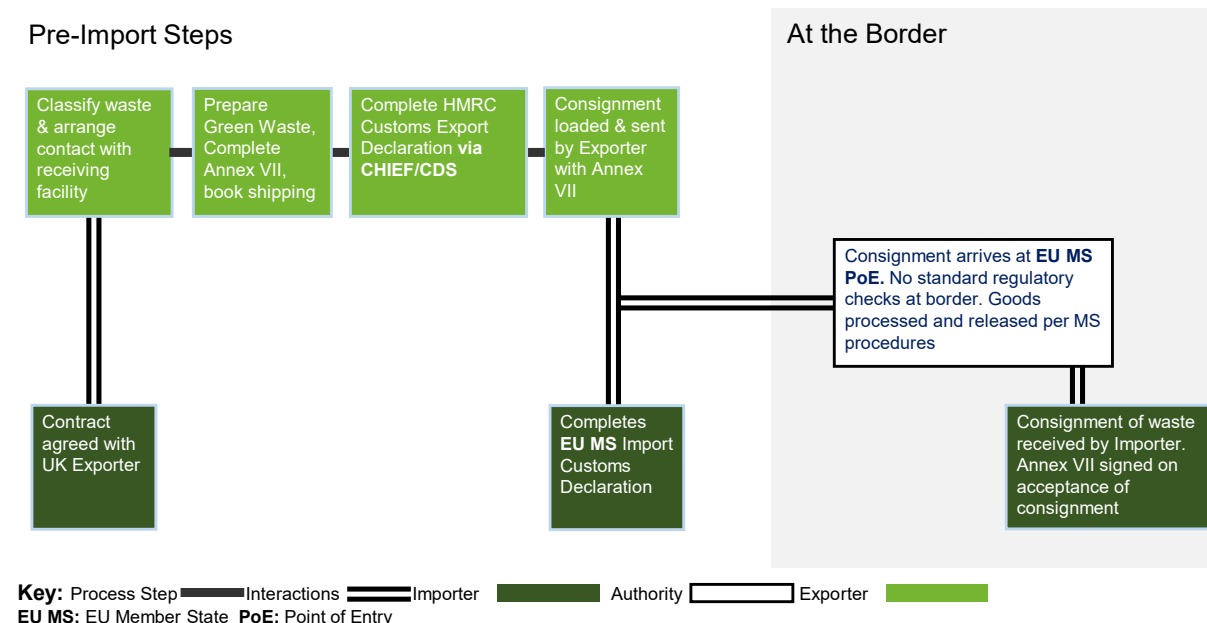 Pre-Import Steps
At the Border
Classify waste
& arrange
contact with
receiving
facility
Prepare
Green Waste,
Complete
Annex VII,
book shipping
Complete HMRC
Customs Export
Declaration via
CHIEF/CDS
Consignment
loaded & sent
by Exporter
with Annex
VII
Consignment arrives at EU MS
PoE. No standard regulatory
checks at border. Goods
processed and released per MS
procedures
Contract
agreed with
UK Exporter
Completes
EU MS Import
Customs
Declaration
Consignment of waste
received by Importer.
Annex VII signed on
acceptance of
consignment
Key: Process Step Interactions Importer Authority Exporter
EU MS: EU Member State PoE: Point of Entry